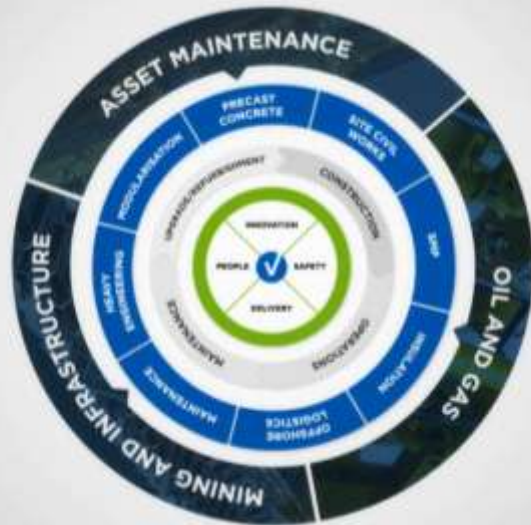 ASSET MAINTENANCE
OIL AND GAS
MINING AND INFRASTRUCTURE
PRECAST
CONCRETE
SITE CIVIL
WORKS
SMP
INSULATION
OFFSHORE
LOGISTICS
MAINTENANCE
HEAVY
ENGINEERING
MODULARISATION
CONSTRUCTION
OPERATIONS
MAINTENANCE
UPGRADE/REFURBISHMENT
INNOVATION
PEOPLE
SAFETY
DELIVERY